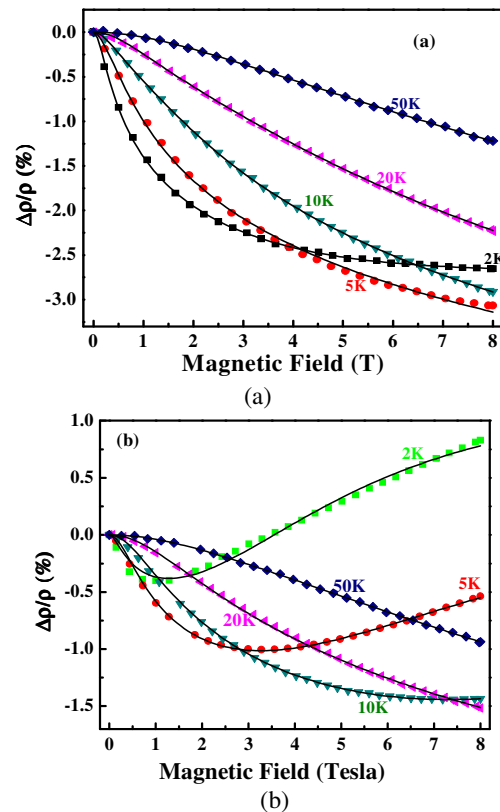 (a)
0.0
-0.5
-1.0
-1.5
-2.0
-2.5
-3.0
Δρ/ρ (%)
50K
20K
10K
2K
5K
0 1 2 3 4 5 6 7 8
Magnetic Field (T)
(a)
(b)
1.0
0.5
0.0
-0.5
-1.0
-1.5
Δρ/ρ (%)
2K
50K
5K
20K
10K
0 1 2 3 4 5 6 7 8
Magnetic Field (Tesla)
(b)